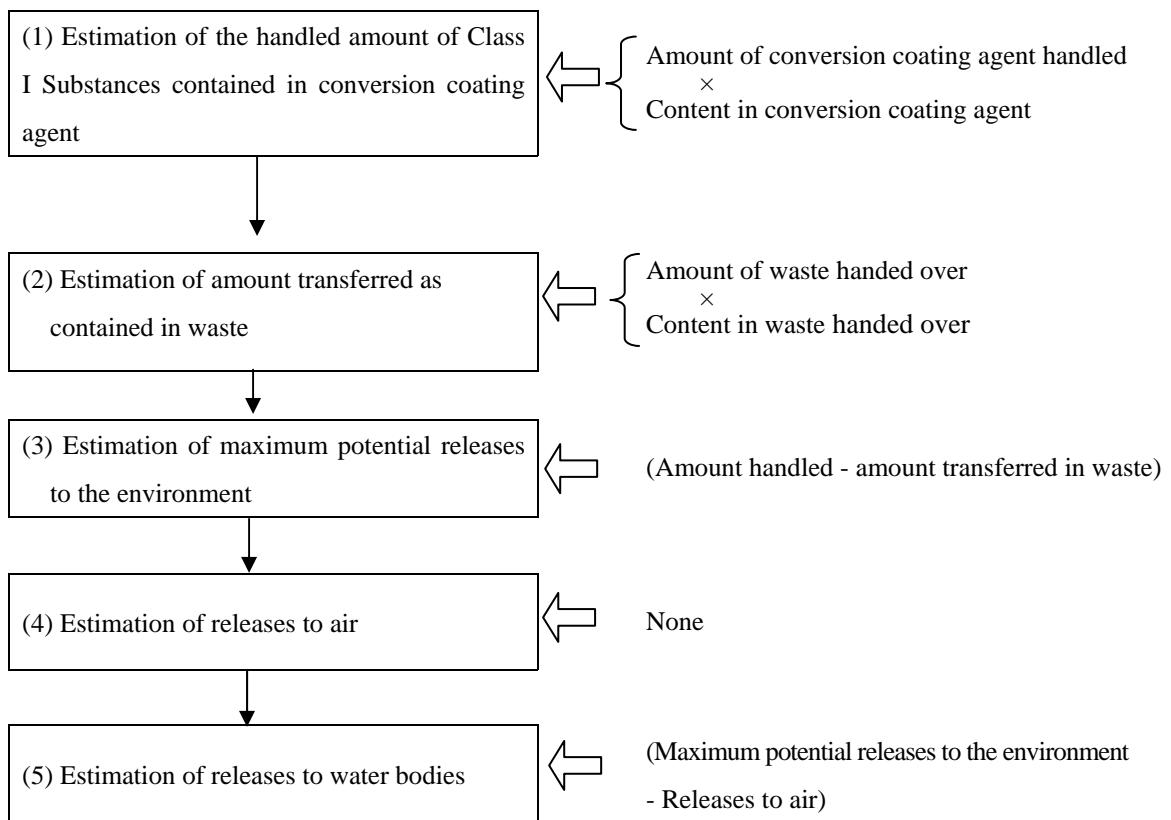 (1) Estimation of the handled amount of Class
I Substances contained in conversion coating
agent
Amount of conversion coating agent handled
×
Content in conversion coating agent
(2) Estimation of amount transferred as
contained in waste
Amount of waste handed over
×
Content in waste handed over
(3) Estimation of maximum potential releases
to the environment
(Amount handled - amount transferred in waste)
(4) Estimation of releases to air
None
(5) Estimation of releases to water bodies
(Maximum potential releases to the environment
- Releases to air)